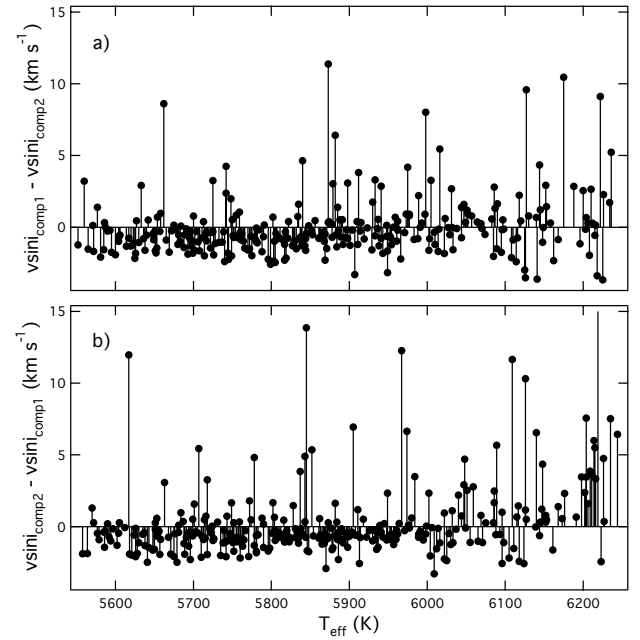 15
10
5
0
vsini_comp1 - vsini_comp2 (km s⁻¹)
a)
15
10
5
0
vsini_comp2 - vsini_comp1 (km s⁻¹)
b)
5600 5700 5800 5900 6000 6100 6200
T_eff (K)